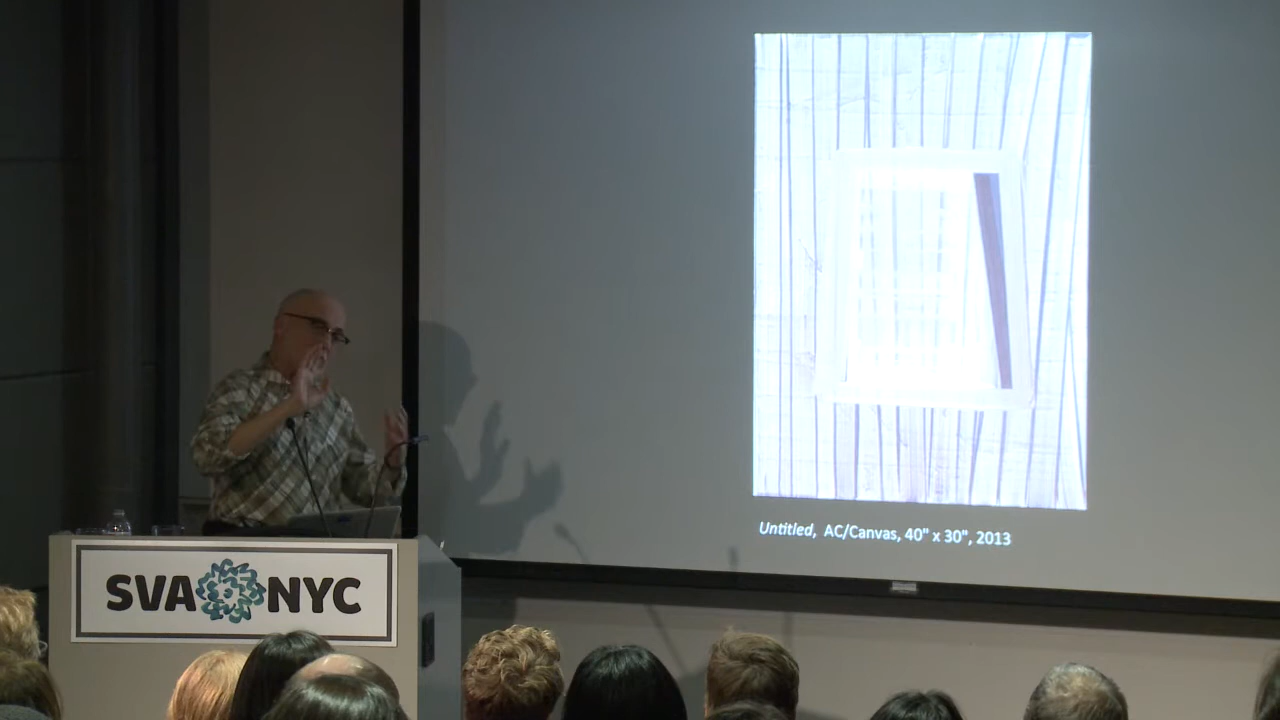 Untitled, AC/Canvas, 40" x 30", 2013
SVA NYC